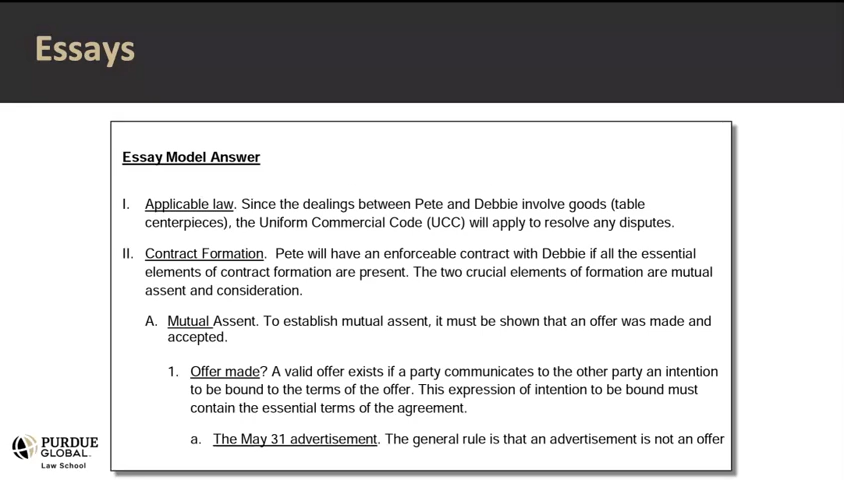 Essays
Essay Model Answer
I. Applicable law. Since the dealings between Pete and Debbie involve goods (table
centerpieces), the Uniform Commercial Code (UCC) will apply to resolve any disputes.
II. Contract Formation. Pete will have an enforceable contract with Debbie if all the essential
elements of contract formation are present. The two crucial elements of formation are mutual
assent and consideration.
A. Mutual Assent. To establish mutual assent, it must be shown that an offer was made and
accepted.
1. Offer made? A valid offer exists if a party communicates to the other party an intention
to be bound to the terms of the offer. This expression of intention to be bound must
contain the essential terms of the agreement.
a. The May 31 advertisement. The general rule is that an advertisement is not an offer
PURDUE
GLOBAL
Law School